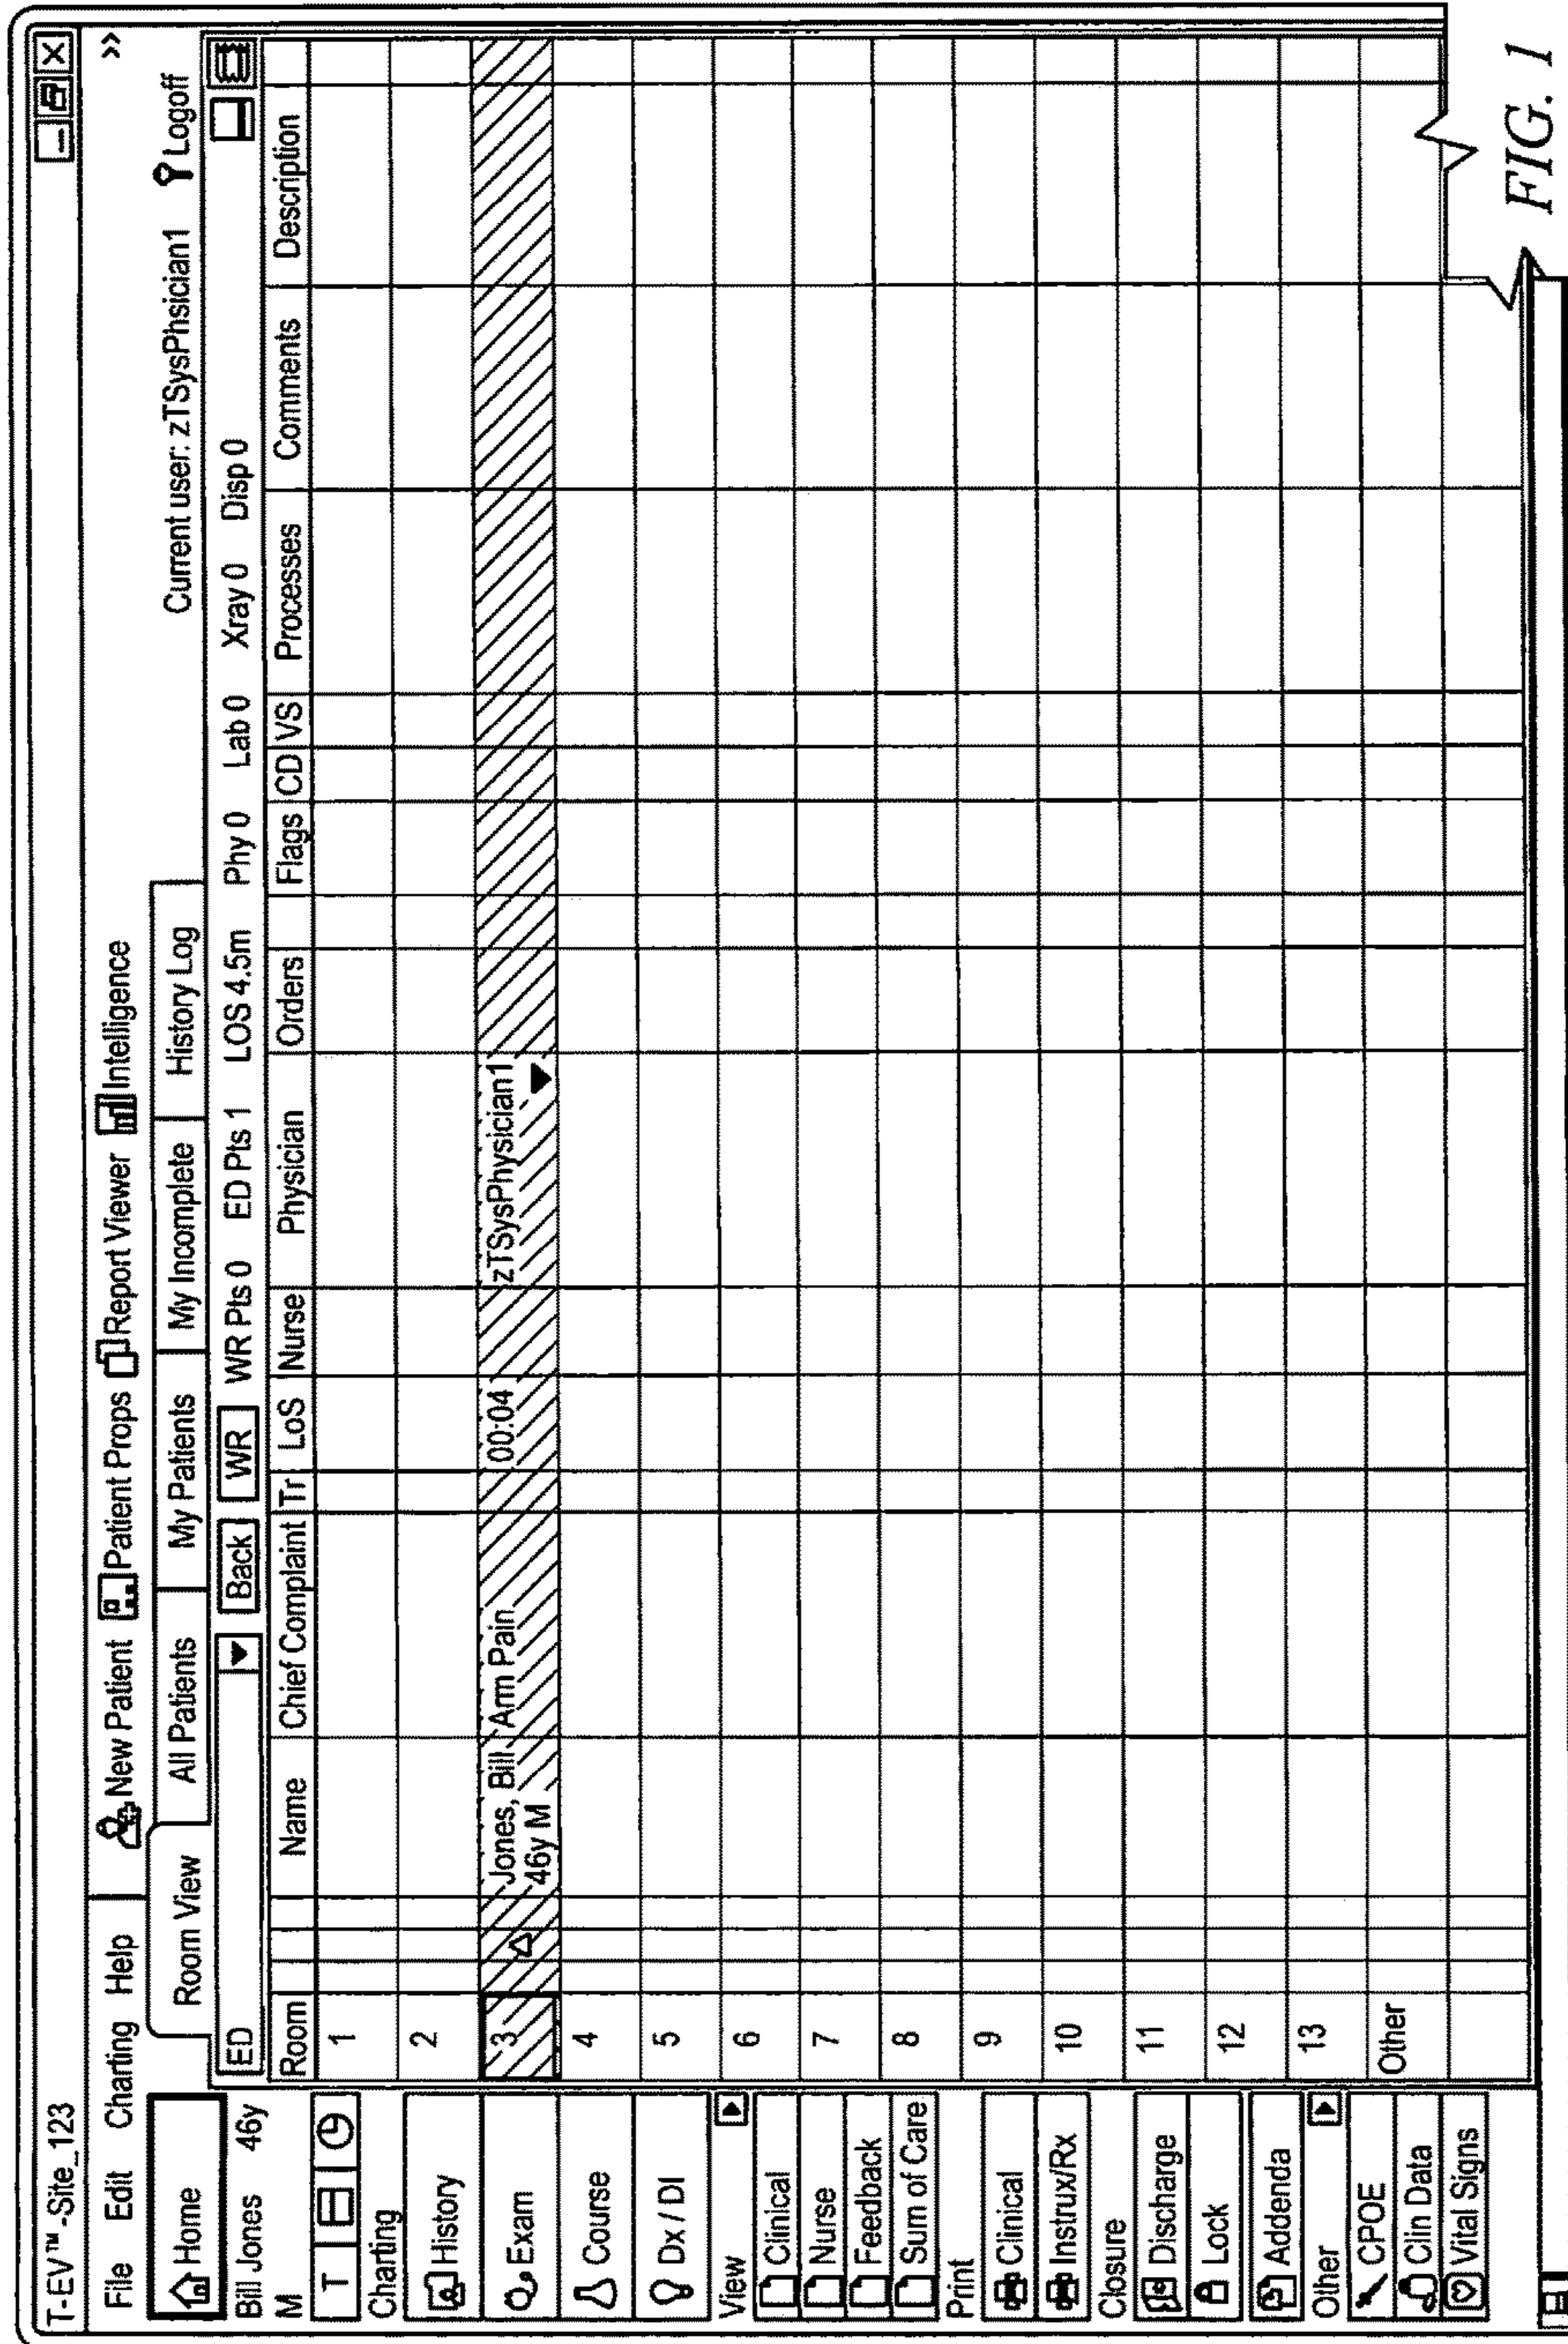 T-EV™-Site_123
File Edit Charting Help New Patient Patient Props Report Viewer Intelligence »
Home Room View All Patients My Patients My Incomplete History Log Current user: zTSysPhsician1 Logoff
Bill Jones 46y
M
ED Back WR WR Pts 0 ED Pts 1 LOS 4.5m Phy 0 Lab 0 Xray 0 Disp 0
Room Name Chief Complaint Tr LoS Nurse Physician Orders Flags CD VS Processes Comments Description
1
2
3 Jones, Bill Arm Pain 00:04 zTSysPhysician1
46y M
4
5
6
7
8
9
10
11
12
13
Other
T
Charting
History
Exam
Course
Dx / DI
View
Clinical
Nurse
Feedback
Sum of Care
Print
Clinical
Instrux/Rx
Closure
Discharge
Lock
Addenda
Other
CPOE
Clin Data
Vital Signs
FIG. 1